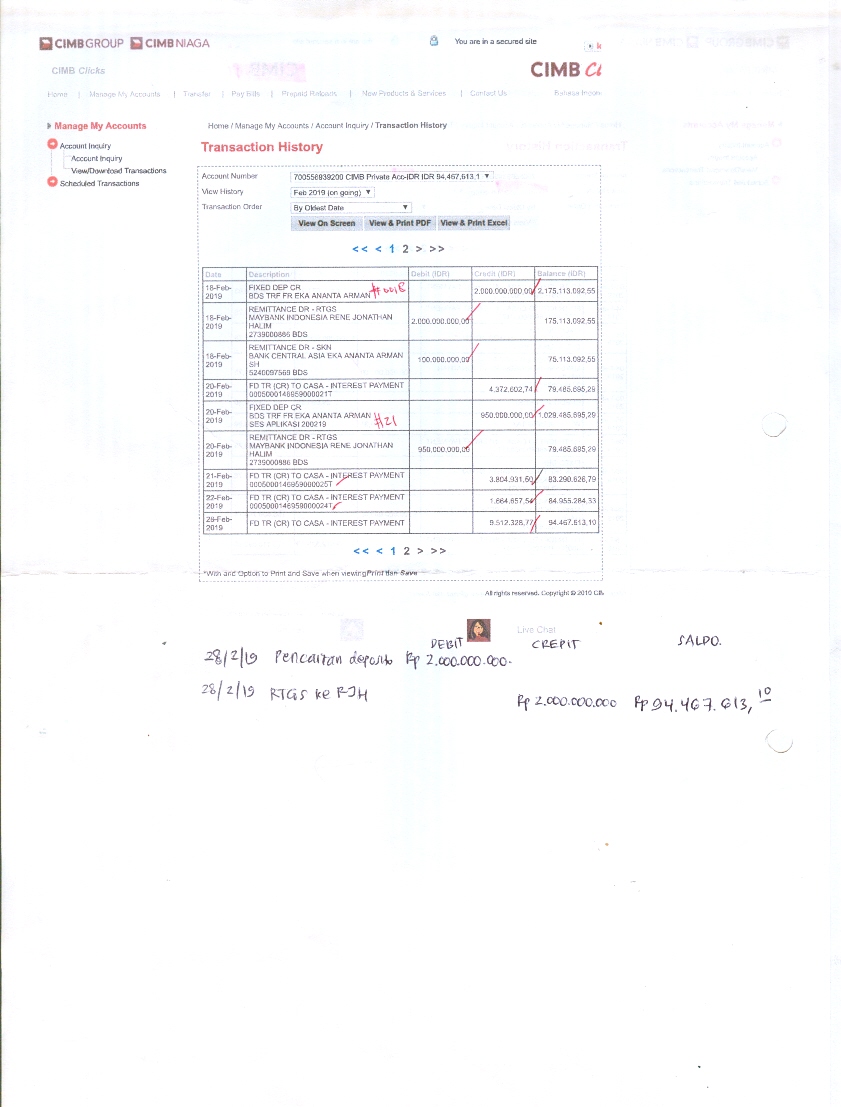 CIMBGROUP CIMBNIAGA
You are in a secured site
CIMB Clicks
CIMB
Home | Manage My Accounts | Transfer | Pay Bills | Prepaid Reloads | New Products & Services | Contact Us
Manage My Accounts
Account Inquiry
Account Inquiry
View/Download Transactions
Scheduled Transactions
Home / Manage My Accounts / Account Inquiry / Transaction History
Transaction History
Account Number 700556939200 CIMB Private Acc-IDR IDR 94,467,613.1
View History Feb 2019 (on going)
Transaction Order By Oldest Date
View On Screen View & Print PDF View & Print Excel
<< < 1 2 > >>
Date Description Debit (IDR) Credit (IDR) Balance (IDR)
18-Feb-
2019
FIXED DEP CR
BDS TRF FR EKA ANANTA ARMAN
2.000.000.000,00 2.175.113.092,55
18-Feb-
2019
REMITTANCE DR - RTGS
MAYBANK INDONESIA RENE JONATHAN
HALIM
2739000886 BDS
2.000.000.000,00 175.113.092,55
18-Feb-
2019
REMITTANCE DR - SKN
BANK CENTRAL ASIA EKA ANANTA ARMAN
SH
5240097569 BDS
100.000.000,00 75.113.092,55
20-Feb-
2019
FD TR (CR) TO CASA - INTEREST PAYMENT
4.372.602,74 79.485.695,29
20-Feb-
2019
FIXED DEP CR
BDS TRF FR EKA ANANTA ARMAN #21
SES APLIKASI 200219
950.000.000,00 1.029.485.695,29
20-Feb-
2019
REMITTANCE DR - RTGS
MAYBANK INDONESIA RENE JONATHAN
HALIM
2739000886 BDS
950.000.000,00 79.485.695,29
21-Feb-
2019
FD TR (CR) TO CASA - INTEREST PAYMENT
3.804.931,50 83.290.626,79
22-Feb-
2019
FD TR (CR) TO CASA - INTEREST PAYMENT
1.664.657,54 84.955.284,33
2019
FD TR (CR) TO CASA - INTEREST PAYMENT
9.512.328,77 94.467.613,10
<< < 1 2 > >>
*With and Option to Print and Save when viewing Print dan Save
All rights reserved. Copyright © 2010
Live Chat
DEBIT CREDIT SALDO.
28/2/19 Pencairan deposito Rp 2.000.000.000-
28/2/19 RTGS ke RJH Rp 2.000.000.000 Rp 94.467.613,10